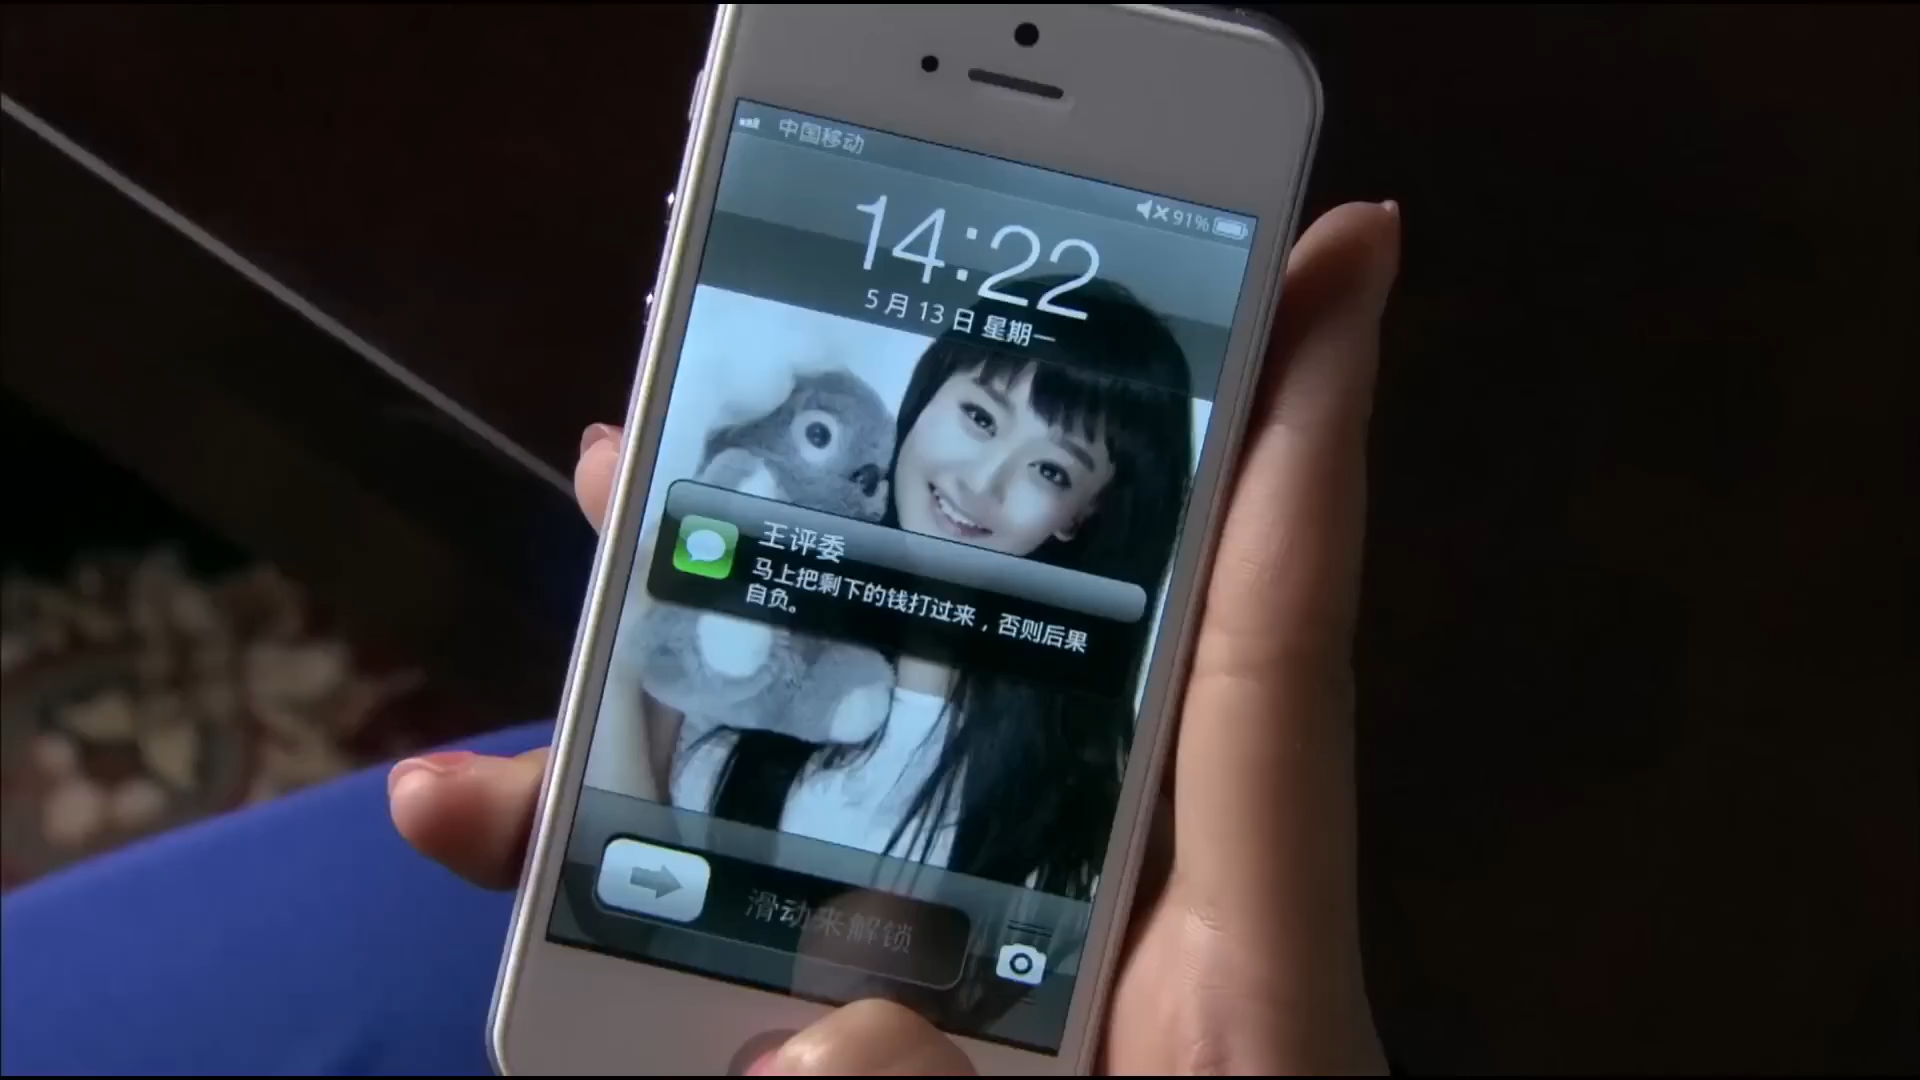 中国移动
91%
14:22
5月13日 星期一
王评委
马上把剩下的钱打过来，否则后果
自负。
滑动来解锁